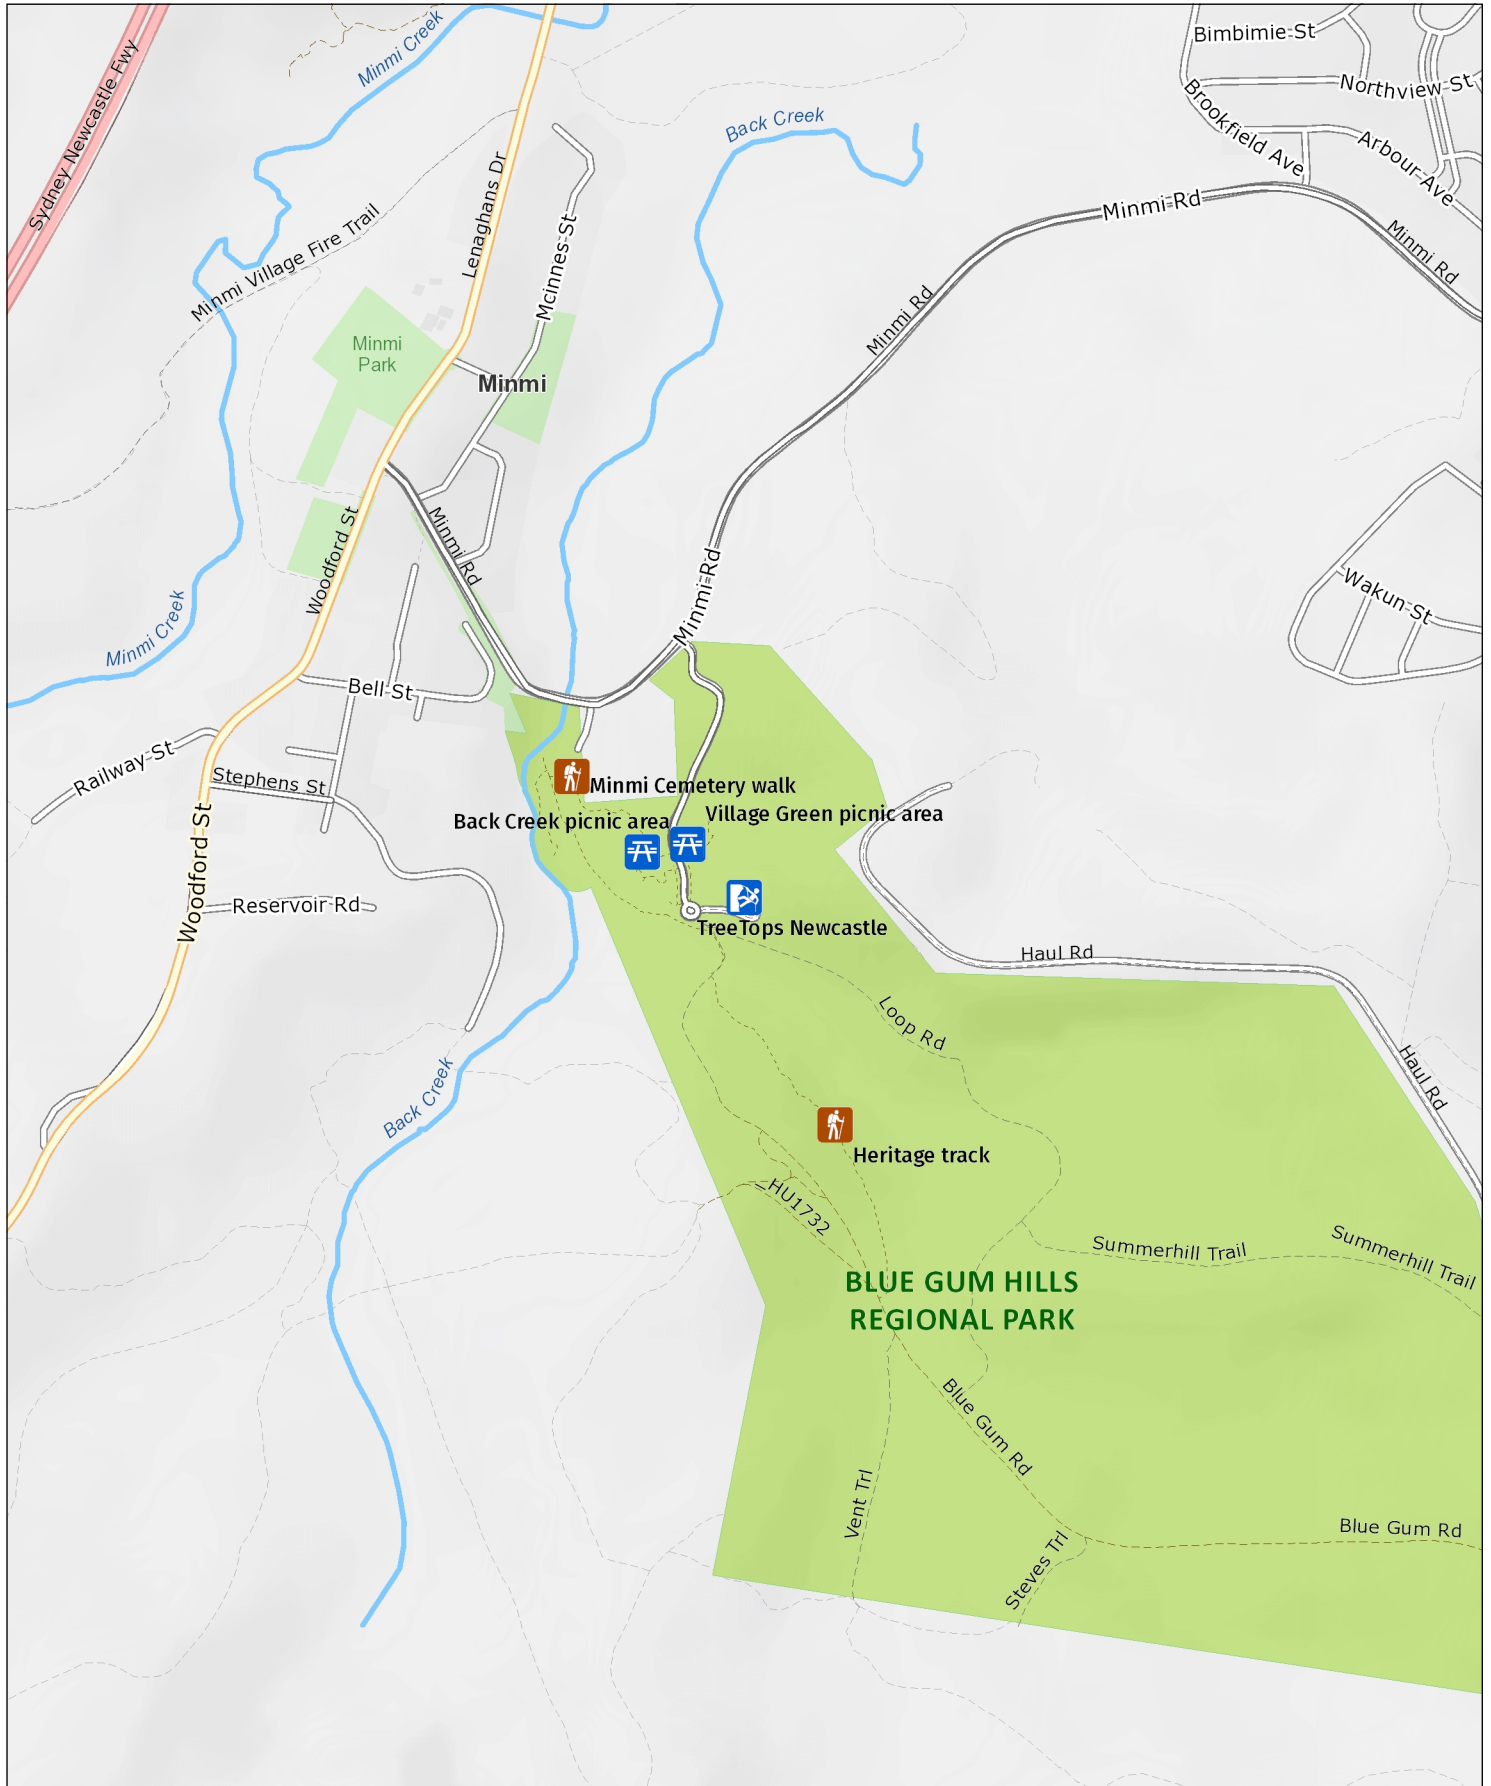 Minmi Creek
Bimbimie St
Northview St
Sydney Newcastle Fwy
Back Creek
Brookfield Ave
Arbour Ave
Lenaghans Dr
Minmi Rd
Minmi Village Fire Trail
Mcinnes St
Minmi Rd
Minmi Rd
Minmi
Park
Minmi
Minmi Rd
Woodford St
Minmi Rd
Wakun St
Minmi Creek
Bell St
Railway St
Stephens St
Minmi Cemetery walk
Back Creek picnic area
Village Green picnic area
Woodford St
Reservoir Rd
TreeTops Newcastle
Haul Rd
Loop Rd
Back Creek
Haul Rd
Heritage track
_HU1732
Summerhill Trail
Summerhill Trail
BLUE GUM HILLS
REGIONAL PARK
Blue Gum Rd
Vent Trl
Steves Trl
Blue Gum Rd